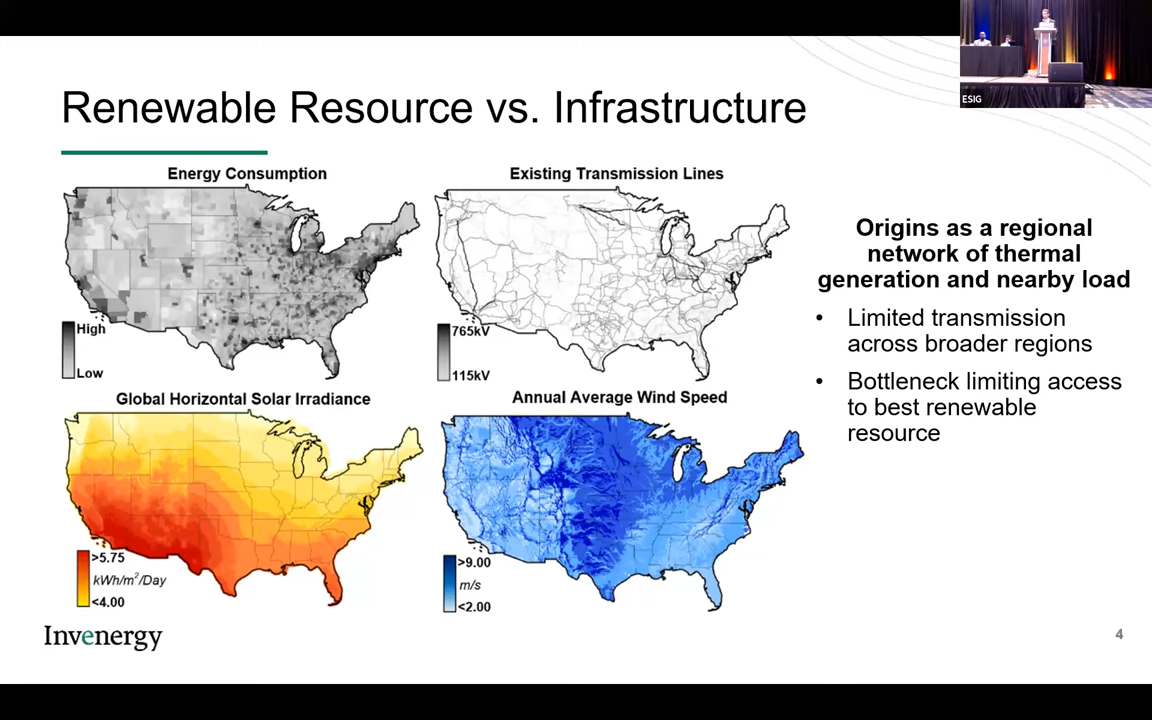 ESIG
Renewable Resource vs. Infrastructure
Energy Consumption
High
Low
Existing Transmission Lines
765kV
115kV
Global Horizontal Solar Irradiance
>5.75
kWh/m²/Day
<4.00
Annual Average Wind Speed
>9.00
m/s
<2.00
Origins as a regional
network of thermal
generation and nearby load
• Limited transmission
across broader regions
• Bottleneck limiting access
to best renewable
resource
Invenergy
4